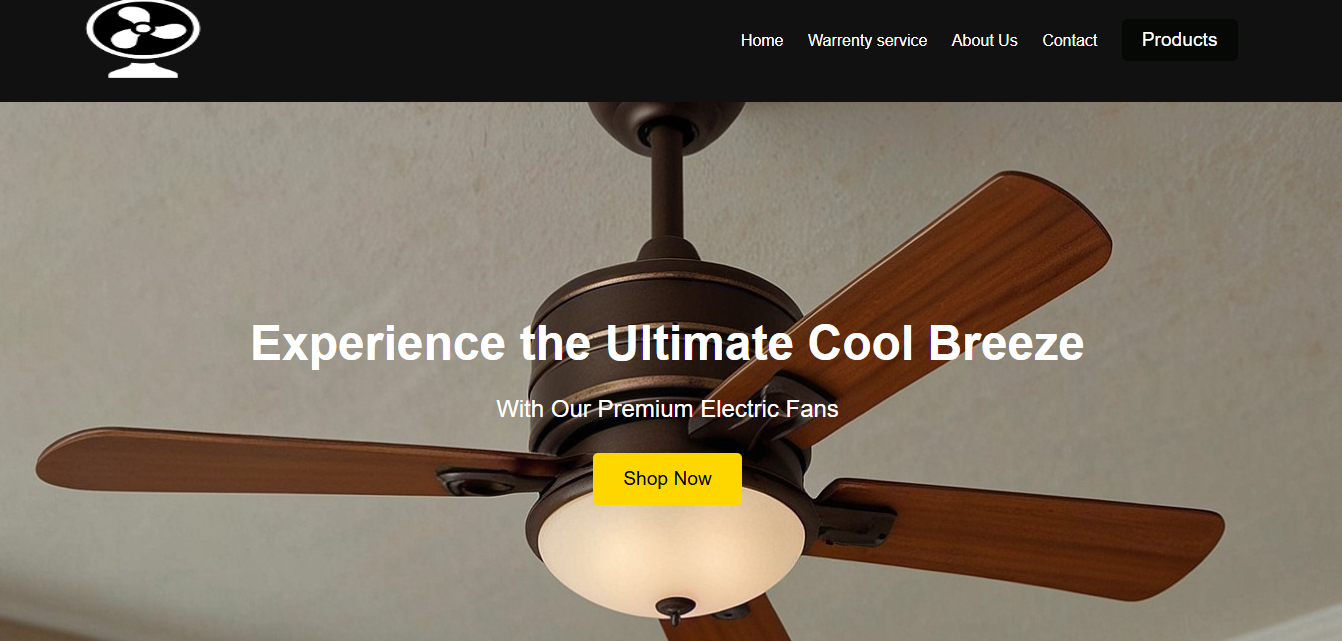 Home Warrenty service About Us Contact Products
Experience the Ultimate Cool Breeze
With Our Premium Electric Fans
Shop Now